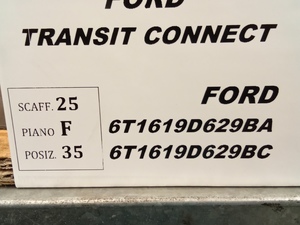 FORD
TRANSIT CONNECT
SCAFF. 25
PIANO F
POSIZ. 35
FORD
6T1619D629BA
6T1619D629BC